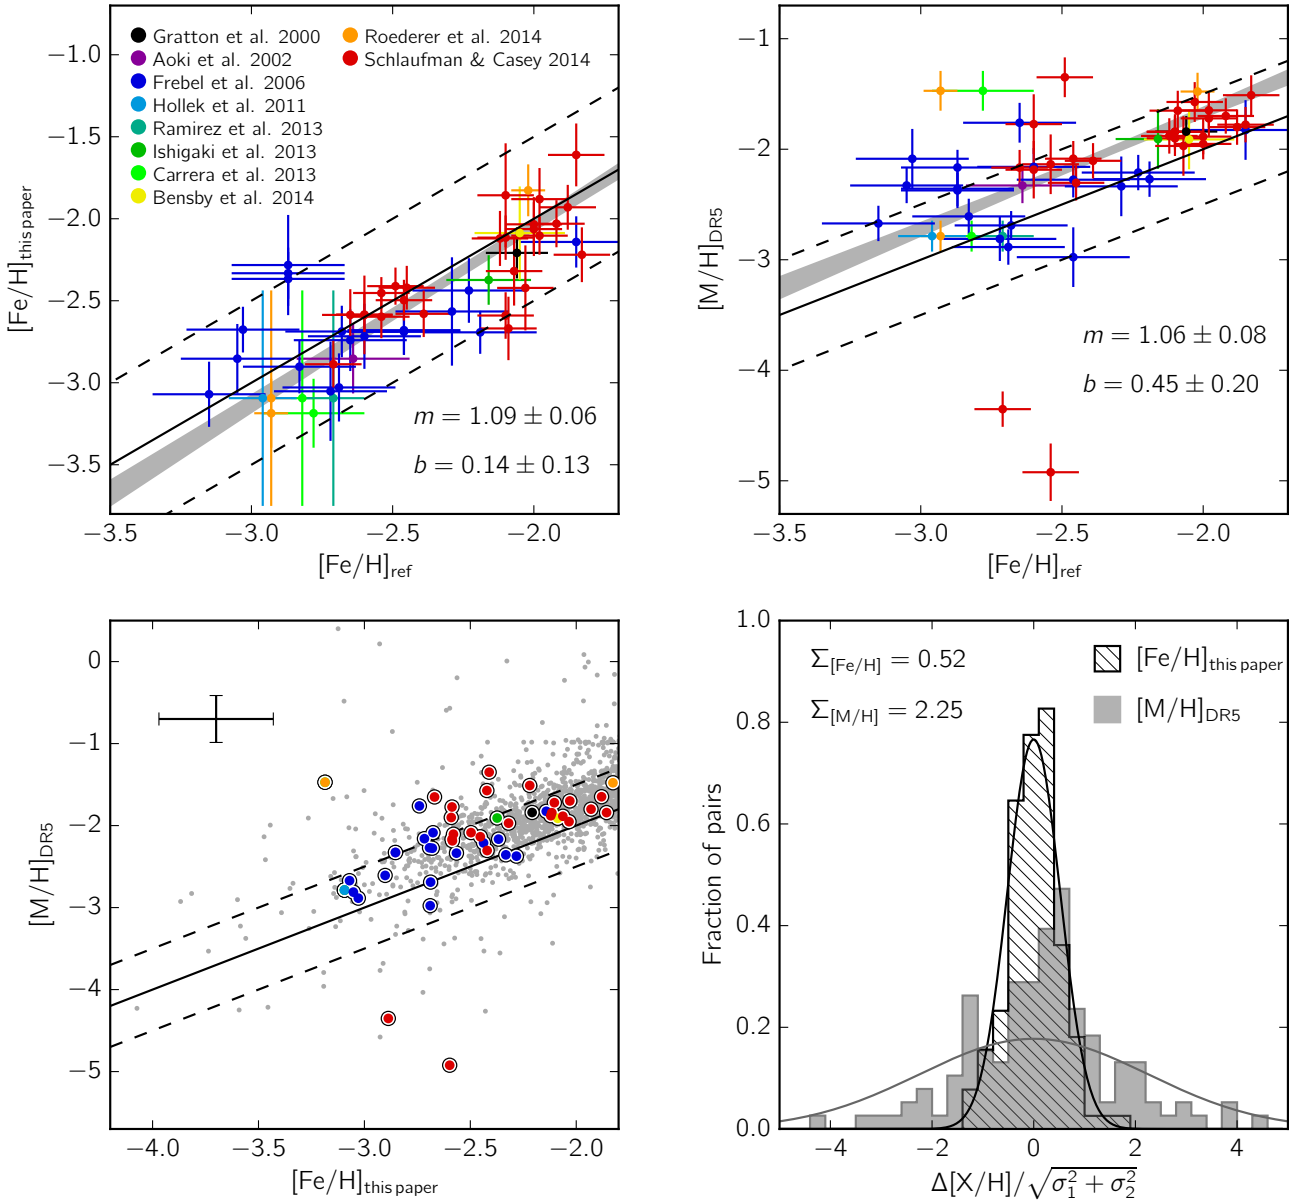 −1.0
−1.5
−2.0
−2.5
−3.0
−3.5
[Fe/H]this paper
Gratton et al. 2000
Aoki et al. 2002
Frebel et al. 2006
Hollek et al. 2011
Ramirez et al. 2013
Ishigaki et al. 2013
Carrera et al. 2013
Bensby et al. 2014
Roederer et al. 2014
Schlaufman & Casey 2014
m = 1.09 ± 0.06
b = 0.14 ± 0.13
−3.5 −3.0 −2.5 −2.0
[Fe/H]ref
−1
−2
−3
−4
−5
[M/H]DR5
m = 1.06 ± 0.08
b = 0.45 ± 0.20
−3.5 −3.0 −2.5 −2.0
[Fe/H]ref
0
−1
−2
−3
−4
−5
[M/H]DR5
−4.0 −3.5 −3.0 −2.5 −2.0
[Fe/H]this paper
1.0
0.8
0.6
0.4
0.2
0.0
Fraction of pairs
Σ[Fe/H] = 0.52
Σ[M/H] = 2.25
[Fe/H]this paper
[M/H]DR5
−4 −2 0 2 4
Δ[X/H]/√σ₁² + σ₂²